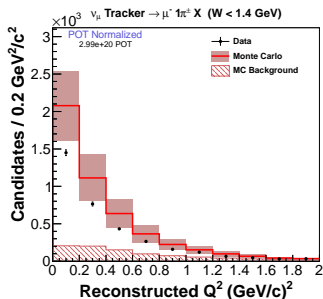 ν_μ Tracker → μ⁻ 1π^± X (W < 1.4 GeV)
×10³
POT Normalized
2.99e+20 POT
Data
Monte Carlo
MC Background
Candidates / 0.2 GeV²/c²
3
2.5
2
1.5
1
0.5
0
0 0.2 0.4 0.6 0.8 1 1.2 1.4 1.6 1.8 2
Reconstructed Q² (GeV/c)²